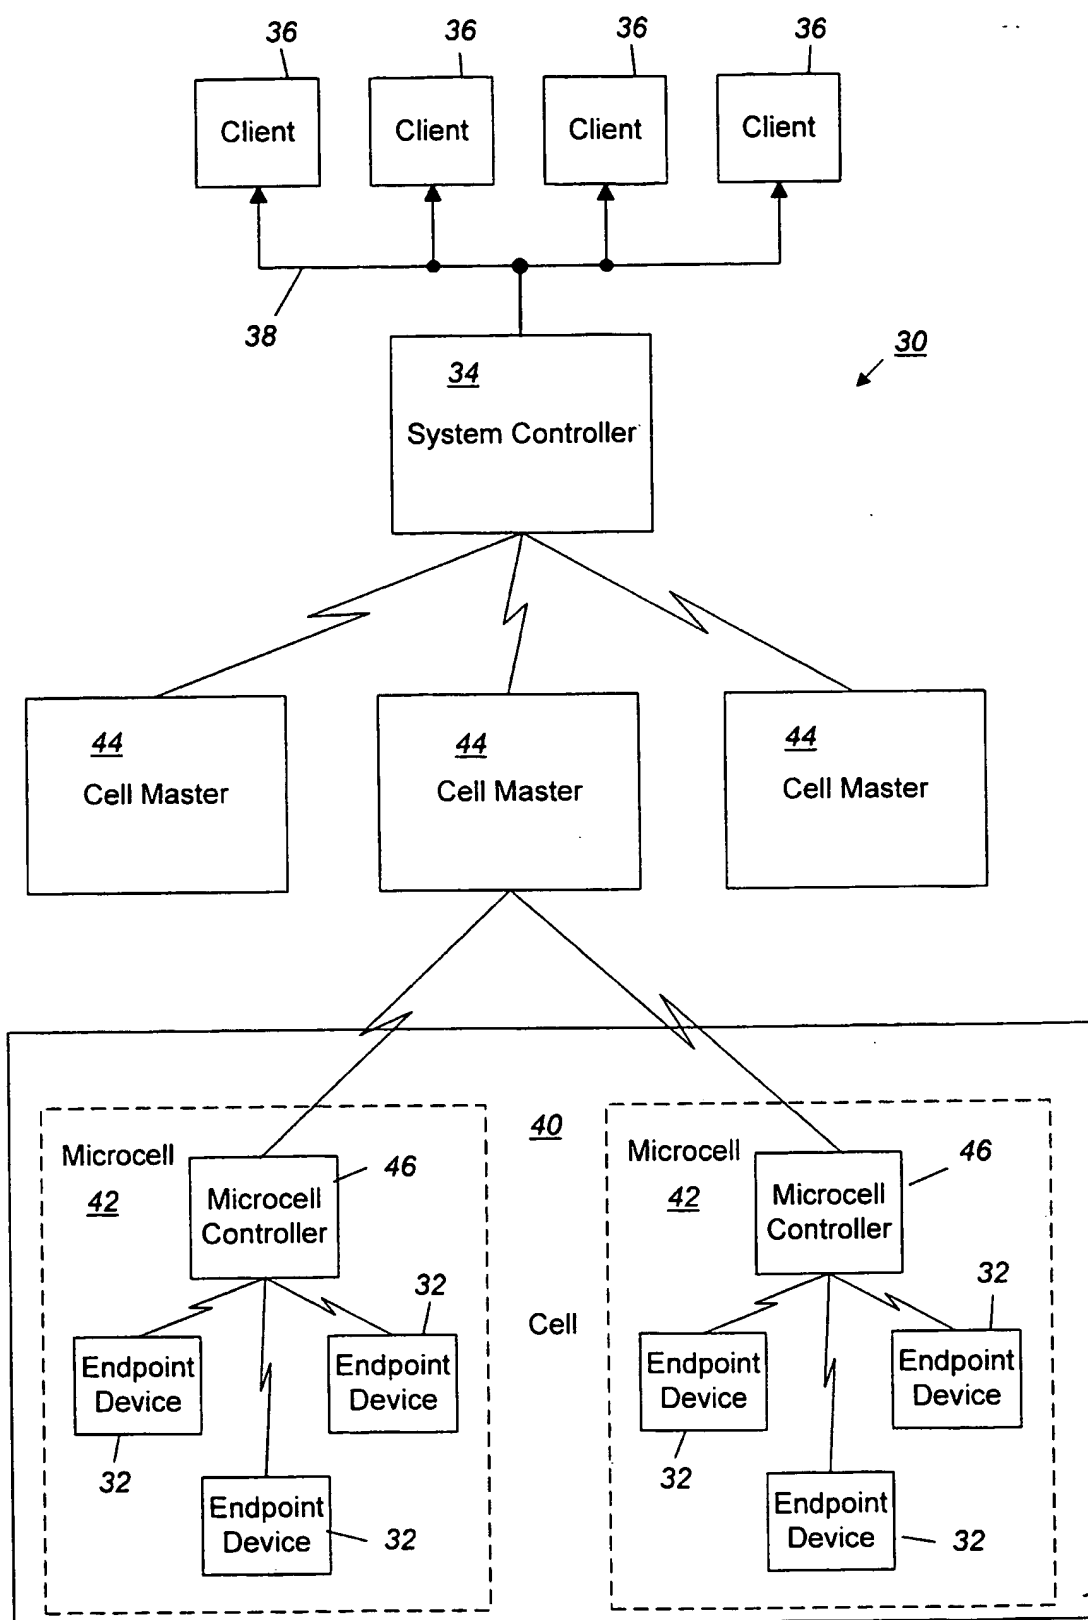 36 36 36 36
Client Client Client Client
38
30
34
System Controller
44
Cell Master
44
Cell Master
44
Cell Master
40
Cell
Microcell
42
46
Microcell
Controller
32
Endpoint
Device
32
Endpoint
Device
Endpoint
Device
32
Microcell
42
46
Microcell
Controller
32
Endpoint
Device
32
Endpoint
Device
Endpoint
Device
32